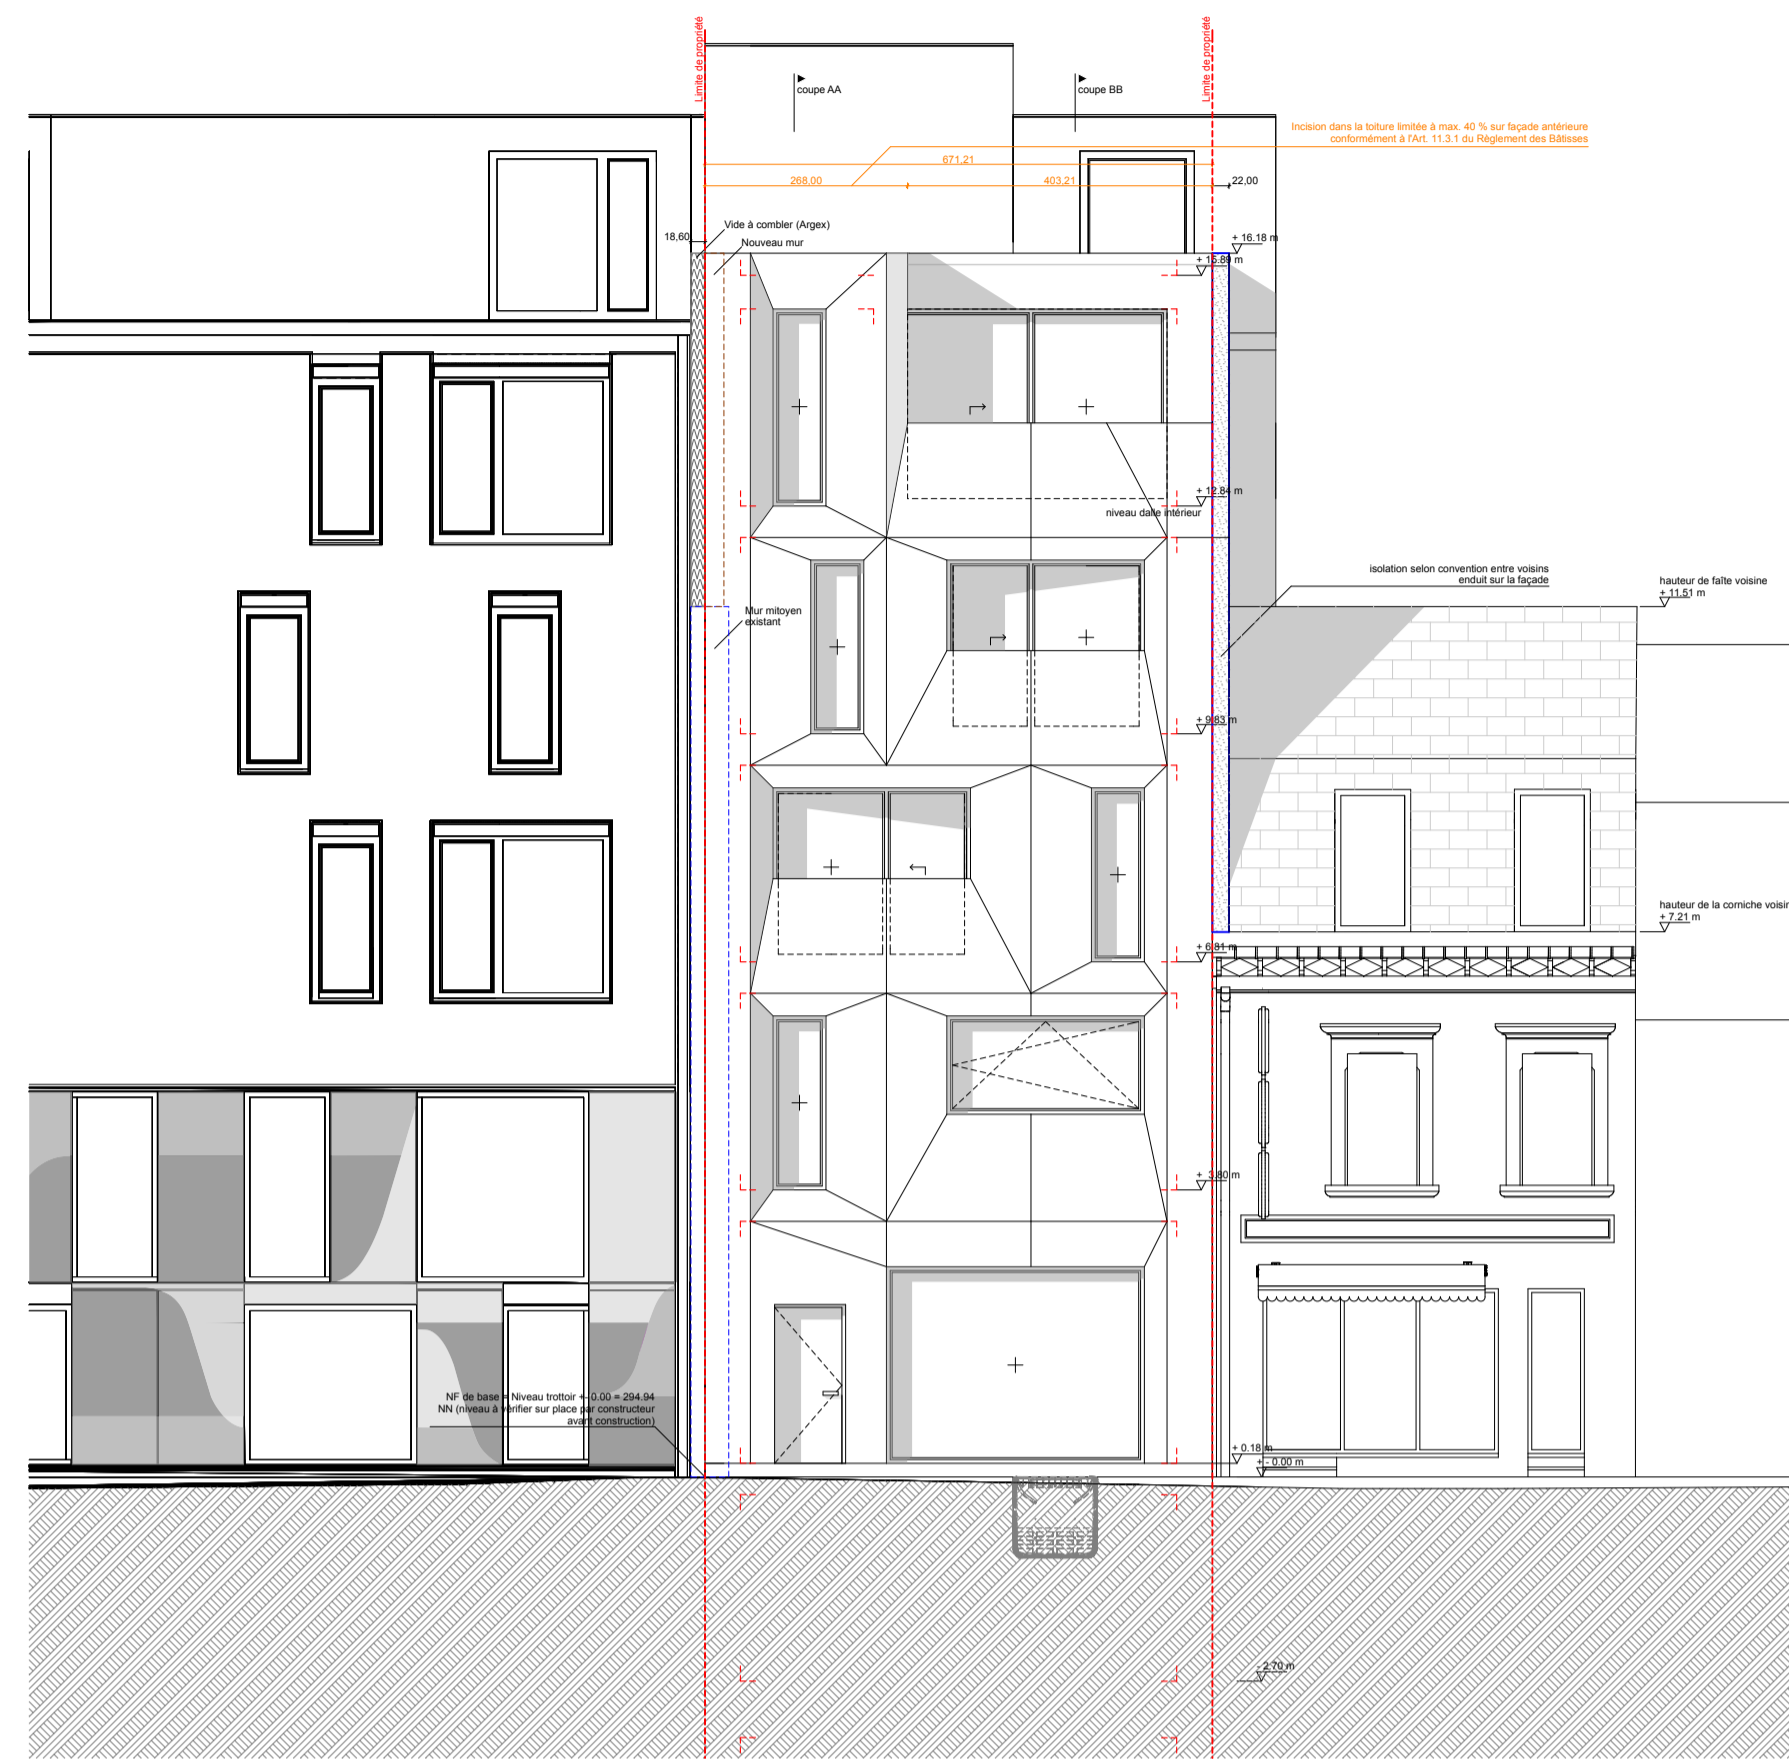 Limite de propriété
Limite de propriété
coupe AA
coupe BB
Incision dans la toiture limitée à max. 40 % sur façade antérieure
conformément à l'Art. 11.3.1 du Règlement des Bâtisses
671,21
268,00
403,21
22,00
Vide à combler (Argex)
18,60
Nouveau mur
+ 16.18 m
+ 15.89 m
+ 12.84 m
niveau dalle intérieur
isolation selon convention entre voisins
enduit sur la façade
hauteur de faîte voisine
+ 11.51 m
Mur mitoyen
existant
+ 9.83 m
hauteur de la corniche voisin
+ 7.21 m
+ 6.81 m
+ 3.80 m
NF de base = Niveau trottoir +- 0.00 = 294.94
NN (niveau à vérifier sur place par constructeur
avant construction)
+ 0.18 m
+ - 0.00 m
- 2.70 m